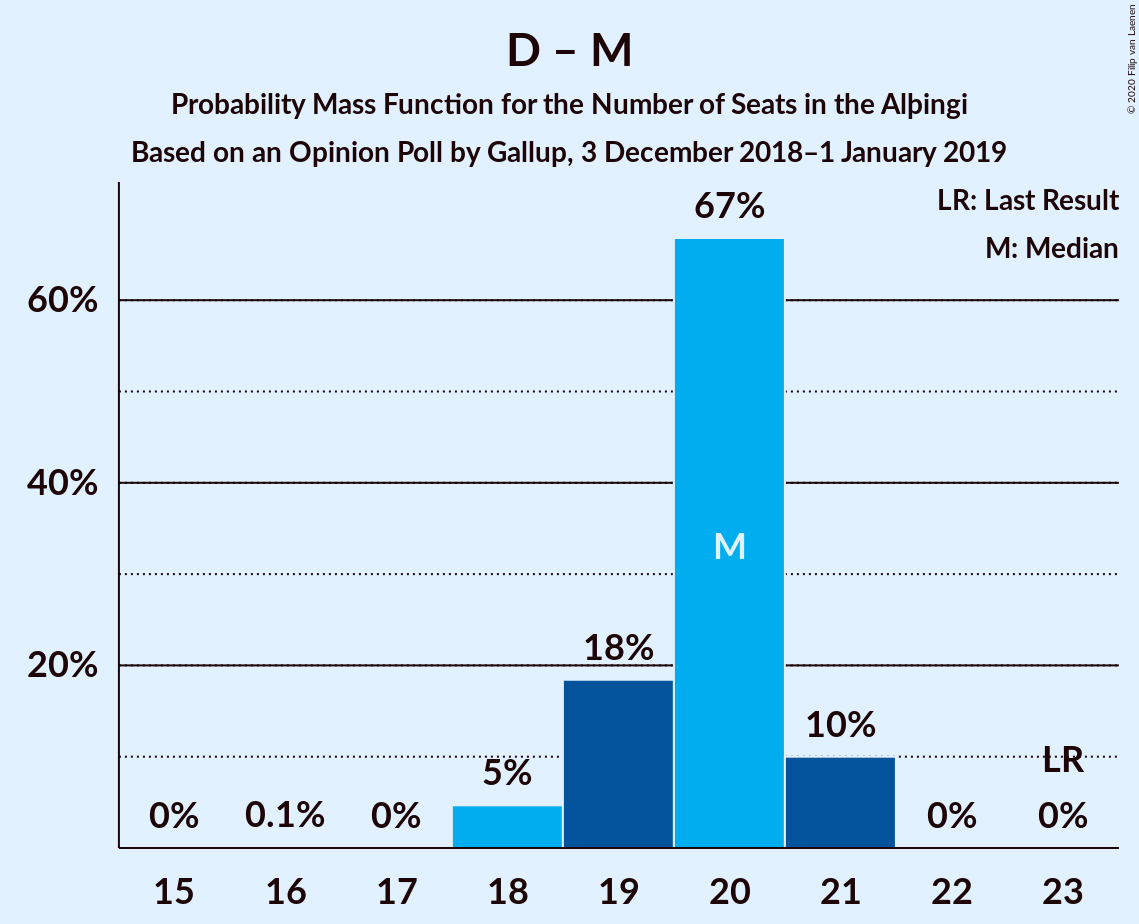 D – M
Probability Mass Function for the Number of Seats in the Alþingi
Based on an Opinion Poll by Gallup, 3 December 2018–1 January 2019
© 2020 Filip van Laenen
LR: Last Result
M: Median
67%
60%
40%
20%
M
18%
10%
5%
LR
0%
0.1%
0%
0%
0%
15
16
17
18
19
20
21
22
23